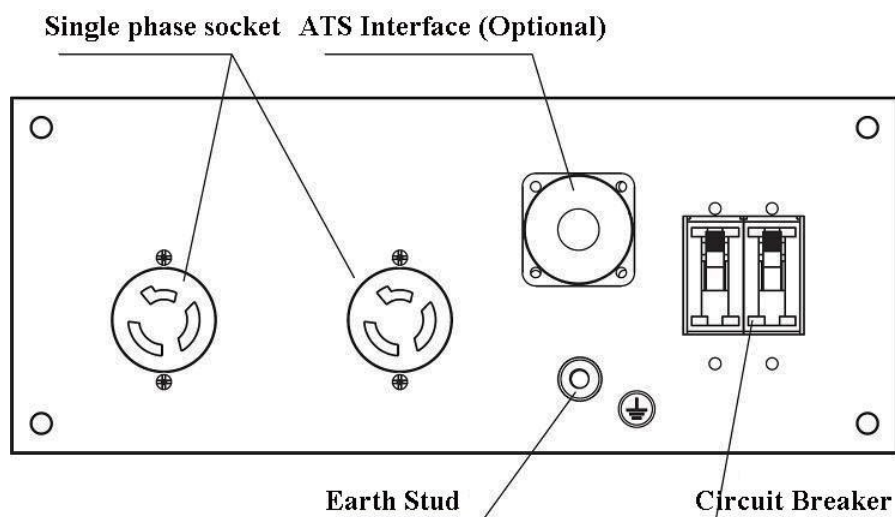 Single phase socket
ATS Interface (Optional)
Earth Stud
Circuit Breaker